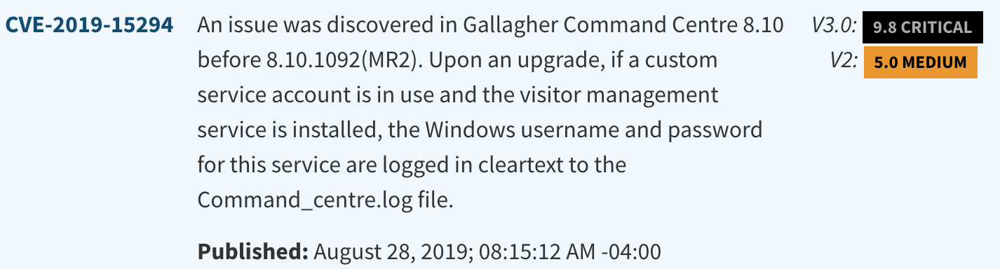 CVE-2019-15294 An issue was discovered in Gallagher Command Centre 8.10 V3.0: 9.8 CRITICAL
before 8.10.1092(MR2). Upon an upgrade, if a custom V2: 5.0 MEDIUM
service account is in use and the visitor management
service is installed, the Windows username and password
for this service are logged in cleartext to the
Command_centre.log file.
Published: August 28, 2019; 08:15:12 AM -04:00